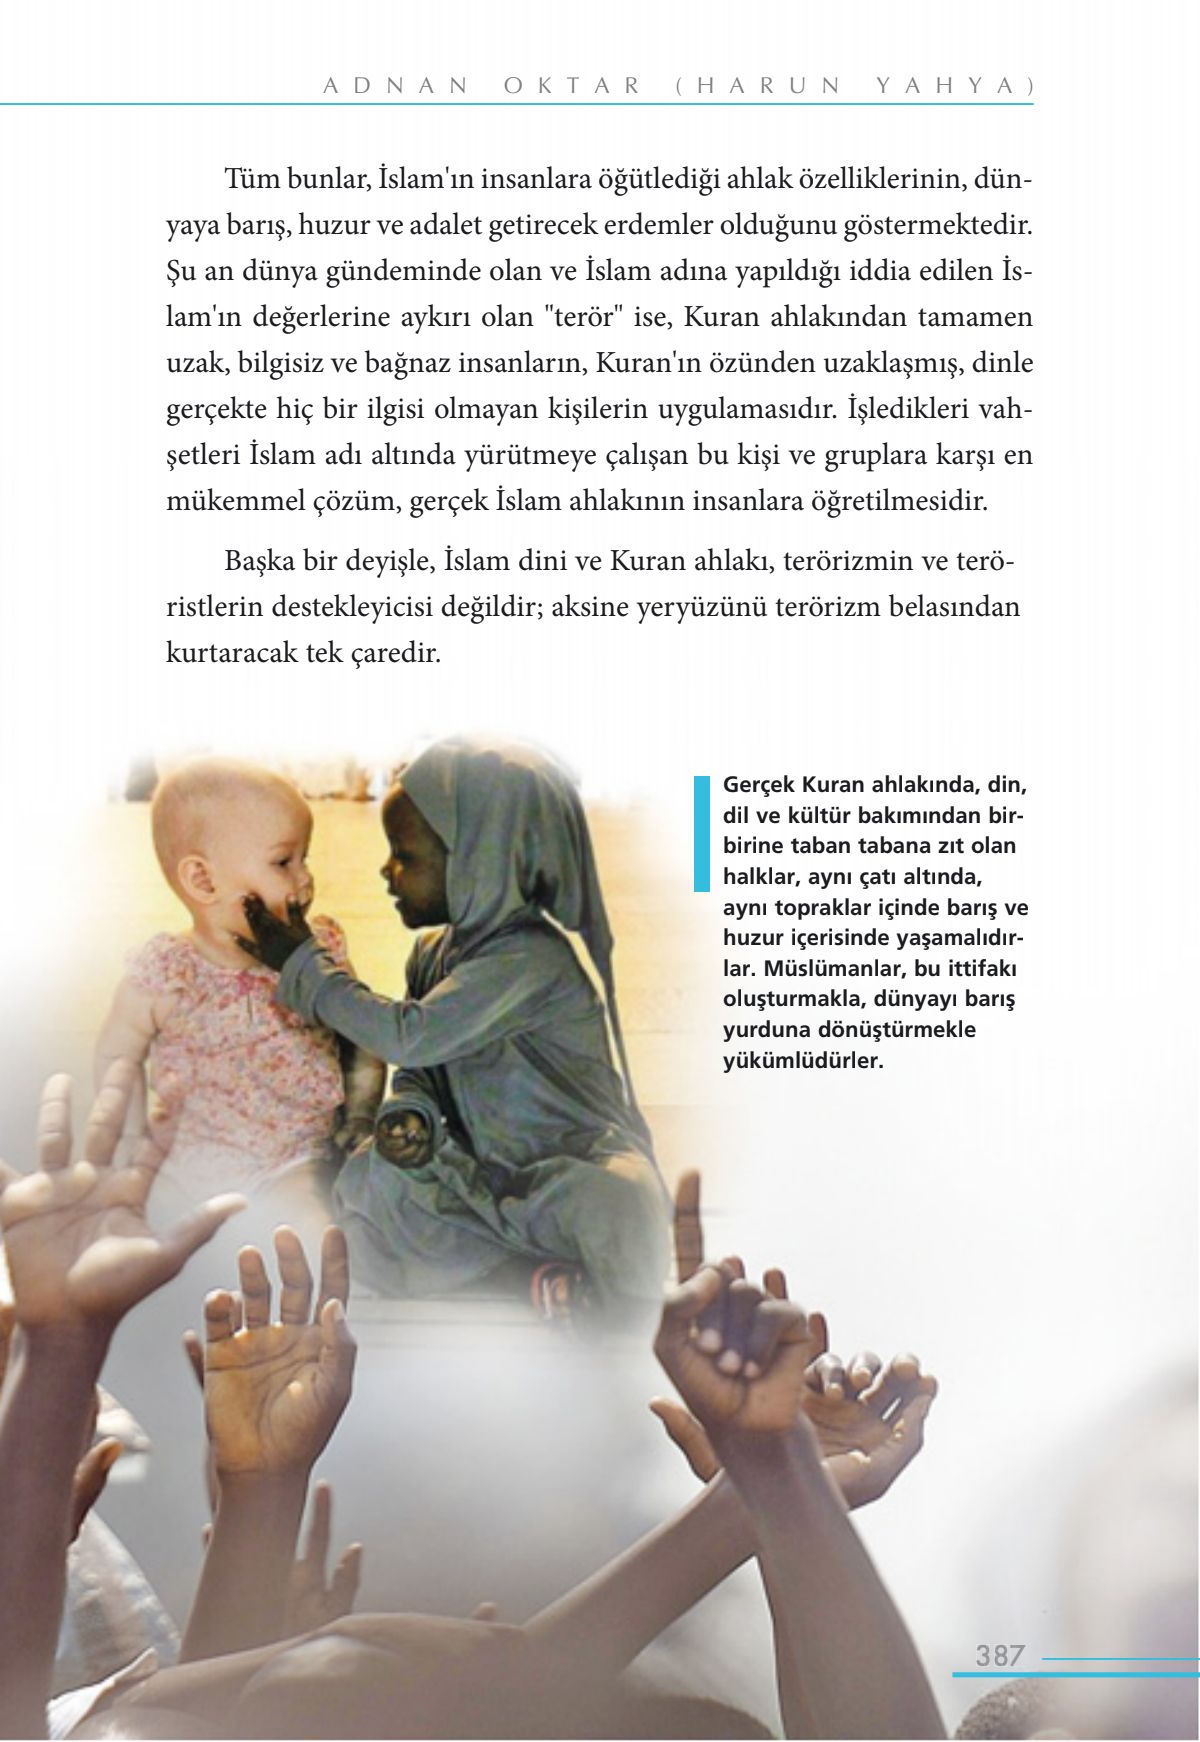 ADNAN OKTAR (HARUN YAHYA)
Tüm bunlar, İslam'ın insanlara öğütlediği ahlak özelliklerinin, dün-
yaya barış, huzur ve adalet getirecek erdemler olduğunu göstermektedir.
Şu an dünya gündeminde olan ve İslam adına yapıldığı iddia edilen İs-
lam'ın değerlerine aykırı olan "terör" ise, Kuran ahlakından tamamen
uzak, bilgisiz ve bağnaz insanların, Kuran'ın özünden uzaklaşmış, dinle
gerçekte hiç bir ilgisi olmayan kişilerin uygulamasıdır. İşledikleri vah-
şetleri İslam adı altında yürütmeye çalışan bu kişi ve gruplara karşı en
mükemmel çözüm, gerçek İslam ahlakının insanlara öğretilmesidir.
Başka bir deyişle, İslam dini ve Kuran ahlakı, terörizmin ve terö-
ristlerin destekleyicisi değildir; aksine yeryüzünü terörizm belasından
kurtaracak tek çaredir.
Gerçek Kuran ahlakında, din,
dil ve kültür bakımından bir-
birine taban tabana zıt olan
halklar, aynı çatı altında,
aynı topraklar içinde barış ve
huzur içerisinde yaşamalıdır-
lar. Müslümanlar, bu ittifakı
oluşturmakla, dünyayı barış
yurduna dönüştürmekle
yükümlüdürler.
387